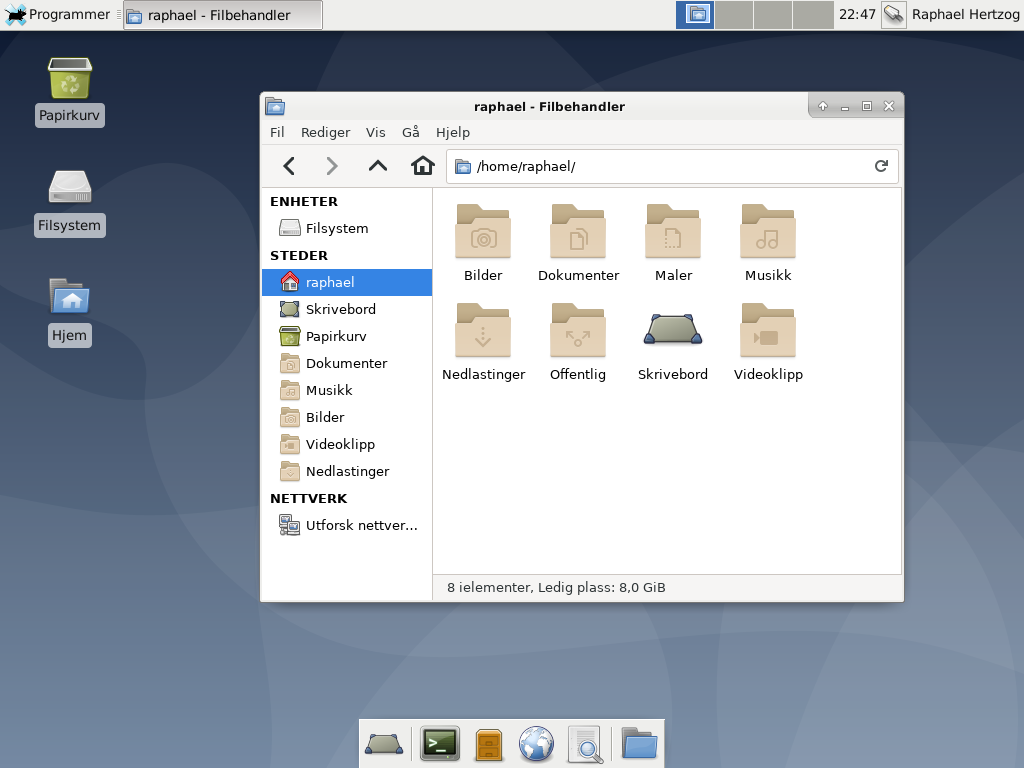 Programmer
raphael - Filbehandler
22:47
Raphael Hertzog
Papirkurv
Filsystem
Hjem
raphael - Filbehandler
Fil Rediger Vis Gå Hjelp
/home/raphael/
ENHETER
Filsystem
STEDER
raphael
Skrivebord
Papirkurv
Dokumenter
Musikk
Bilder
Videoklipp
Nedlastinger
NETTVERK
Utforsk nettver...
Bilder Dokumenter Maler Musikk
Nedlastinger Offentlig Skrivebord Videoklipp
8 ielementer, Ledig plass: 8,0 GiB